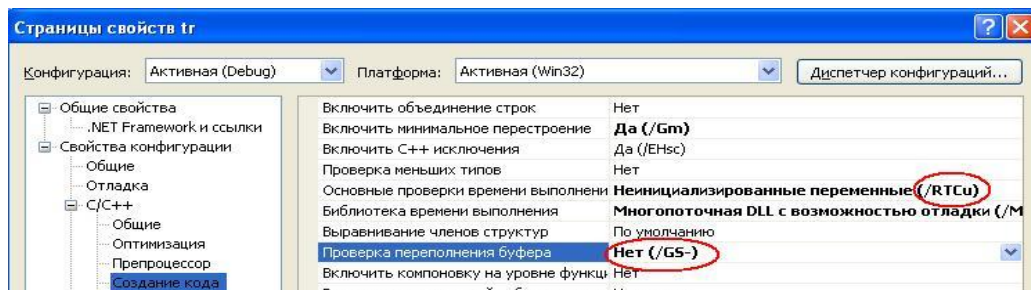 Страницы свойств tr
Конфигурация: Активная (Debug) Платформа: Активная (Win32) Диспетчер конфигураций...
Общие свойства
.NET Framework и ссылки
Свойства конфигурации
Общие
Отладка
C/C++
Общие
Оптимизация
Препроцессор
Создание кода
Включить объединение строк Нет
Включить минимальное перестроение Да (/Gm)
Включить C++ исключения Да (/EHsc)
Проверка меньших типов Нет
Основные проверки времени выполнени Неинициализированные переменные (/RTCu)
Библиотека времени выполнения Многопоточная DLL с возможностью отладки (/M
Выравнивание членов структур По умолчанию
Проверка переполнения буфера Нет (/GS-)
Включить компоновку на уровне функци Нет